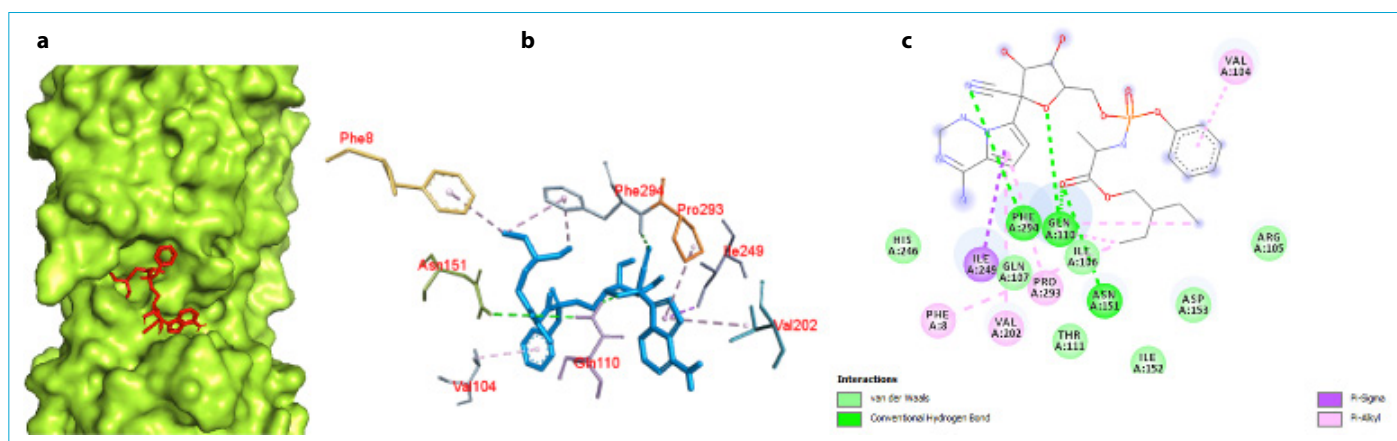 a
b
c
Phe8
Phe294
Pro293
Ile249
Asn151
Val202
Gln110
Val104
VAL
A:104
PHE
A:294
GLN
A:110
HIS
A:246
ILE
A:249
GLN
A:107
ILE
A:106
ARG
A:105
PRO
A:293
ASN
A:151
ASP
A:153
PHE
A:8
VAL
A:202
THR
A:111
ILE
A:152
Interactions
van der Waals
Conventional Hydrogen Bond
Pi-Sigma
Pi-Alkyl